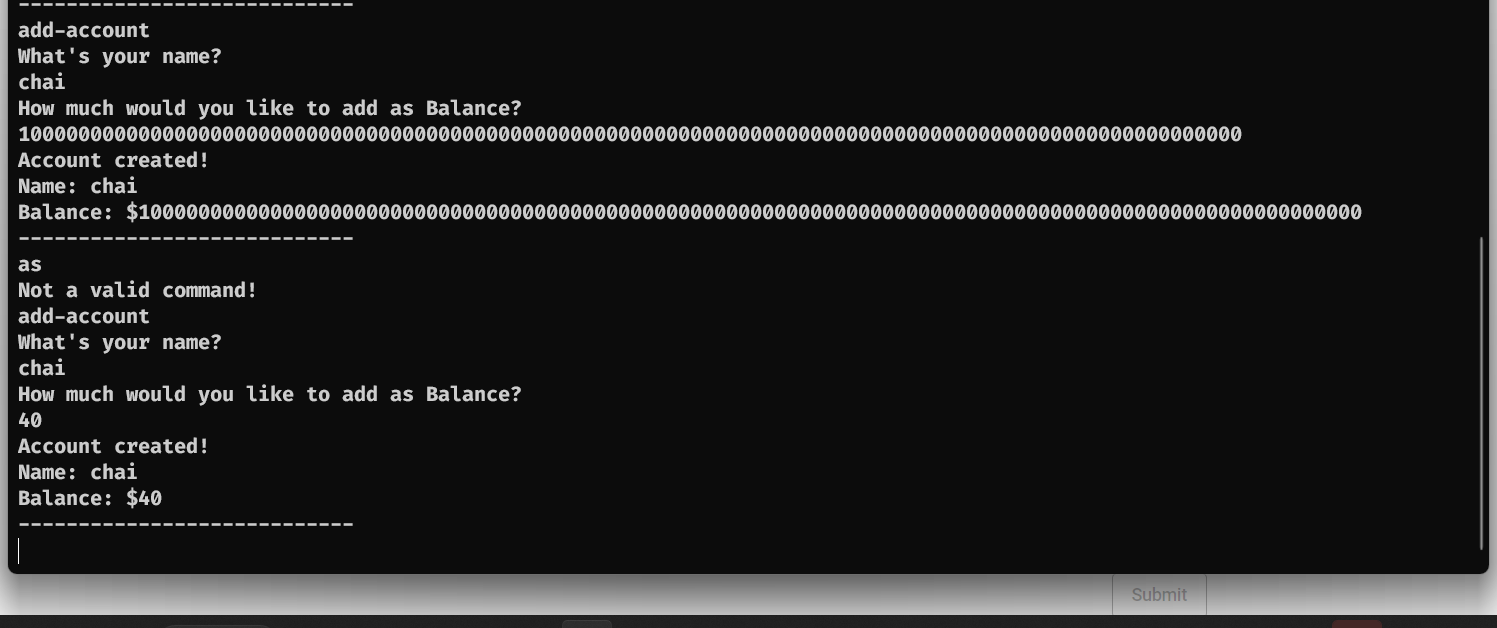 ----------------------------
add-account
What's your name?
chai
How much would you like to add as Balance?
100000000000000000000000000000000000000000000000000000000000000000000000000000000000000000000000000000
Account created!
Name: chai
Balance: $100000000000000000000000000000000000000000000000000000000000000000000000000000000000000000000000000000
----------------------------
as
Not a valid command!
add-account
What's your name?
chai
How much would you like to add as Balance?
40
Account created!
Name: chai
Balance: $40
----------------------------
Submit